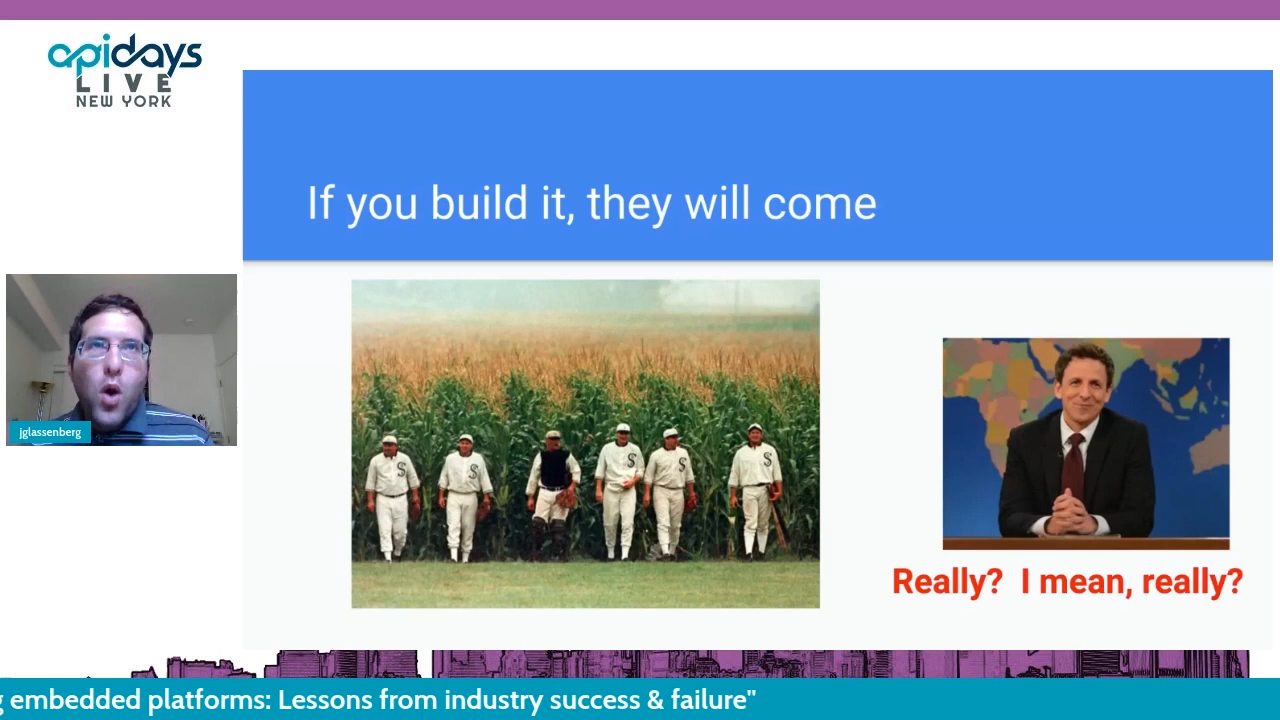 apidays
LIVE
NEW YORK
If you build it, they will come
jglassenberg
Really? I mean, really?
embedded platforms: Lessons from industry success & failure"